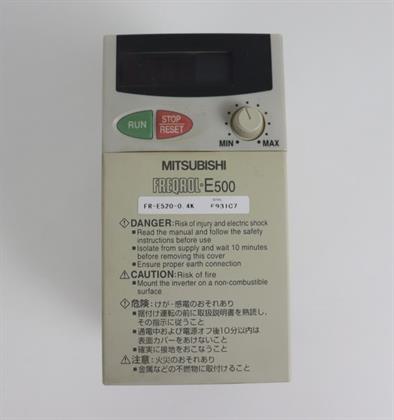 RUN
STOP
RESET
MIN MAX
MITSUBISHI
FREQROL-E500
FR-E520-0.4K
DANGER: Risk of injury and electric shock
● Read the manual and follow the safety
instructions before use
● Isolate from supply and wait 10 minutes
before removing this cover
● Ensure proper earth connection
CAUTION: Risk of fire
● Mount the inverter on a non-combustible
surface
危険：けが・感電のおそれあり
● 据付け運転の前に取扱説明書を熟読し、
その指示に従うこと
● 通電中および電源オフ後10分以内は
表面カバーをあけないこと
● 確実に接地をおこなうこと
注意：火災のおそれあり
● 金属などの不燃物に取付けること